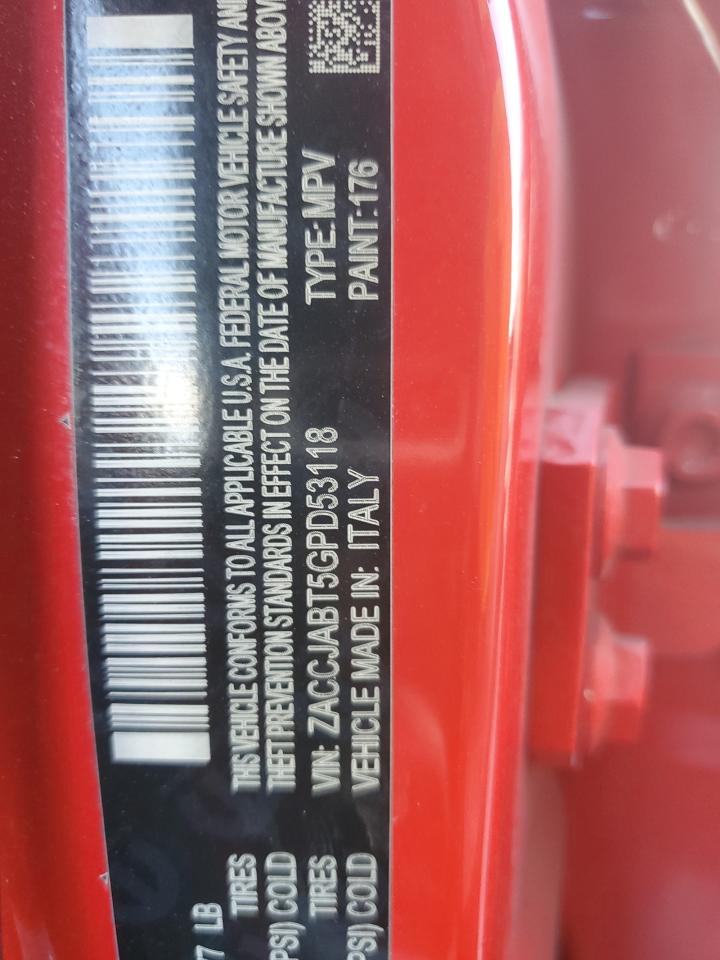 7 LB
TIRES
PSI) COLD
TIRES
PSI) COLD
THIS VEHICLE CONFORMS TO ALL APPLICABLE U.S.A. FEDERAL MOTOR VEHICLE SAFETY AND
THEFT PREVENTION STANDARDS IN EFFECT ON THE DATE OF MANUFACTURE SHOWN ABOV
VIN: ZACCJABT5GPD53118 TYPE: MPV
VEHICLE MADE IN: ITALY PAINT: 176